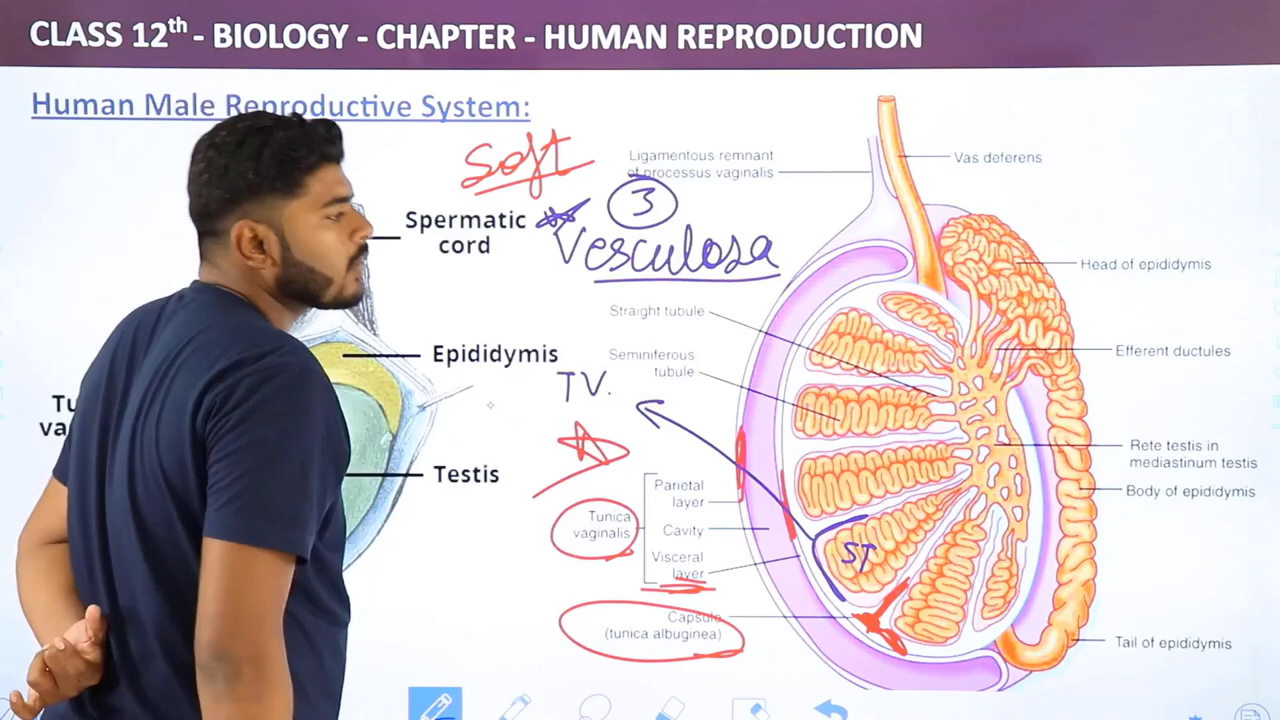 CLASS 12th - BIOLOGY - CHAPTER - HUMAN REPRODUCTION
Human Male Reproductive System:
Soft
Ligamentous remnant
of processus vaginalis
Vas deferens
3
Spermatic
cord
Vesculosa
Head of epididymis
Straight tubule
Seminiferous
tubule
Epididymis
Efferent ductules
TV.
Tu
va
Rete testis in
mediastinum testis
Testis
Parietal
layer
Body of epididymis
Tunica
vaginalis
Cavity
Visceral
layer
ST
Capsule
(tunica albuginea)
Tail of epididymis